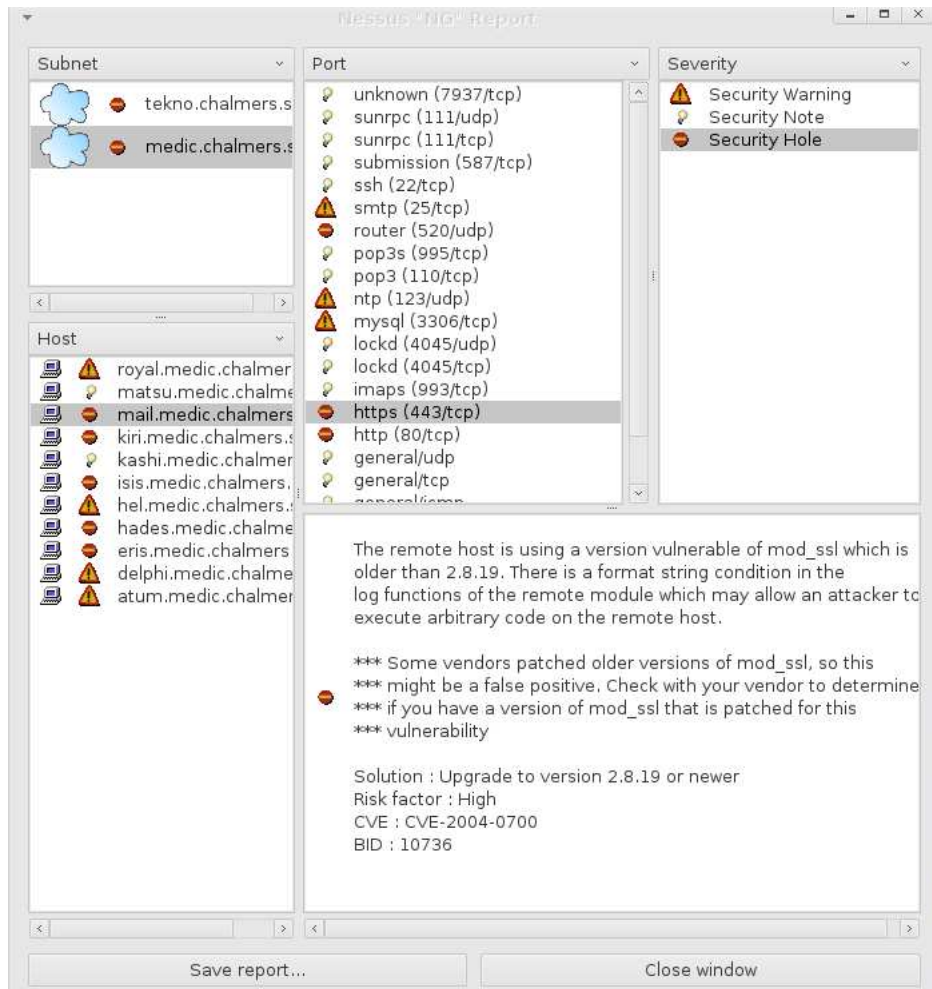 Nessus "NG" Report
Subnet
tekno.chalmers.s
medic.chalmers.s
Host
royal.medic.chalmer
matsu.medic.chalme
mail.medic.chalmers
kiri.medic.chalmers.s
kashi.medic.chalmer
isis.medic.chalmers.
hel.medic.chalmers.s
hades.medic.chalme
eris.medic.chalmers
delphi.medic.chalme
atum.medic.chalmer
Port
unknown (7937/tcp)
sunrpc (111/udp)
sunrpc (111/tcp)
submission (587/tcp)
ssh (22/tcp)
smtp (25/tcp)
router (520/udp)
pop3s (995/tcp)
pop3 (110/tcp)
ntp (123/udp)
mysql (3306/tcp)
lockd (4045/udp)
lockd (4045/tcp)
imaps (993/tcp)
https (443/tcp)
http (80/tcp)
general/udp
general/tcp
general/icmp
Severity
Security Warning
Security Note
Security Hole
The remote host is using a version vulnerable of mod_ssl which is
older than 2.8.19. There is a format string condition in the
log functions of the remote module which may allow an attacker to
execute arbitrary code on the remote host.
*** Some vendors patched older versions of mod_ssl, so this
*** might be a false positive. Check with your vendor to determine
*** if you have a version of mod_ssl that is patched for this
*** vulnerability
Solution : Upgrade to version 2.8.19 or newer
Risk factor : High
CVE : CVE-2004-0700
BID : 10736
Save report...
Close window